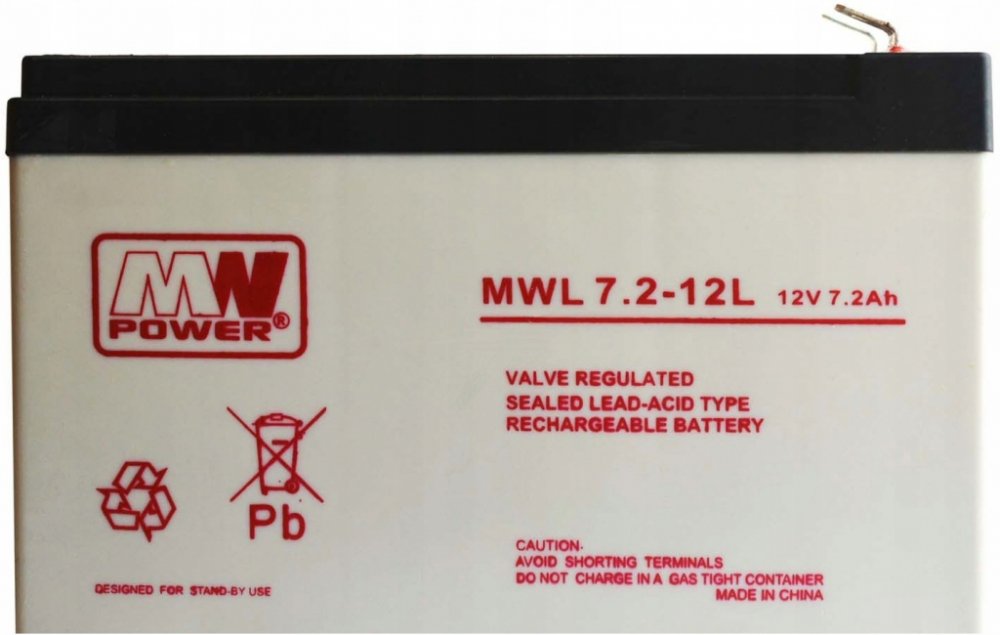 MW
POWER®
MWL 7.2-12L 12V 7.2Ah
VALVE REGULATED
SEALED LEAD-ACID TYPE
RECHARGEABLE BATTERY
Pb
CAUTION·
AVOID SHORTING TERMINALS
DO NOT CHARGE IN A GAS TIGHT CONTAINER
MADE IN CHINA
DESIGNED FOR STAND-BY USE